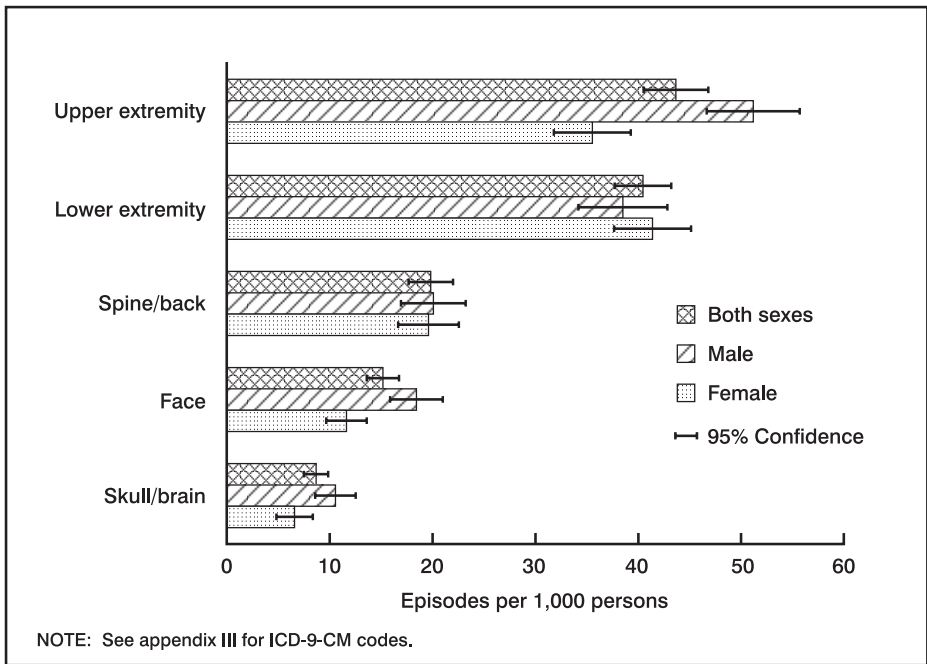 Upper extremity
Lower extremity
Spine/back
Face
Skull/brain
Both sexes
Male
Female
95% Confidence
0 10 20 30 40 50 60
Episodes per 1,000 persons
NOTE: See appendix III for ICD-9-CM codes.